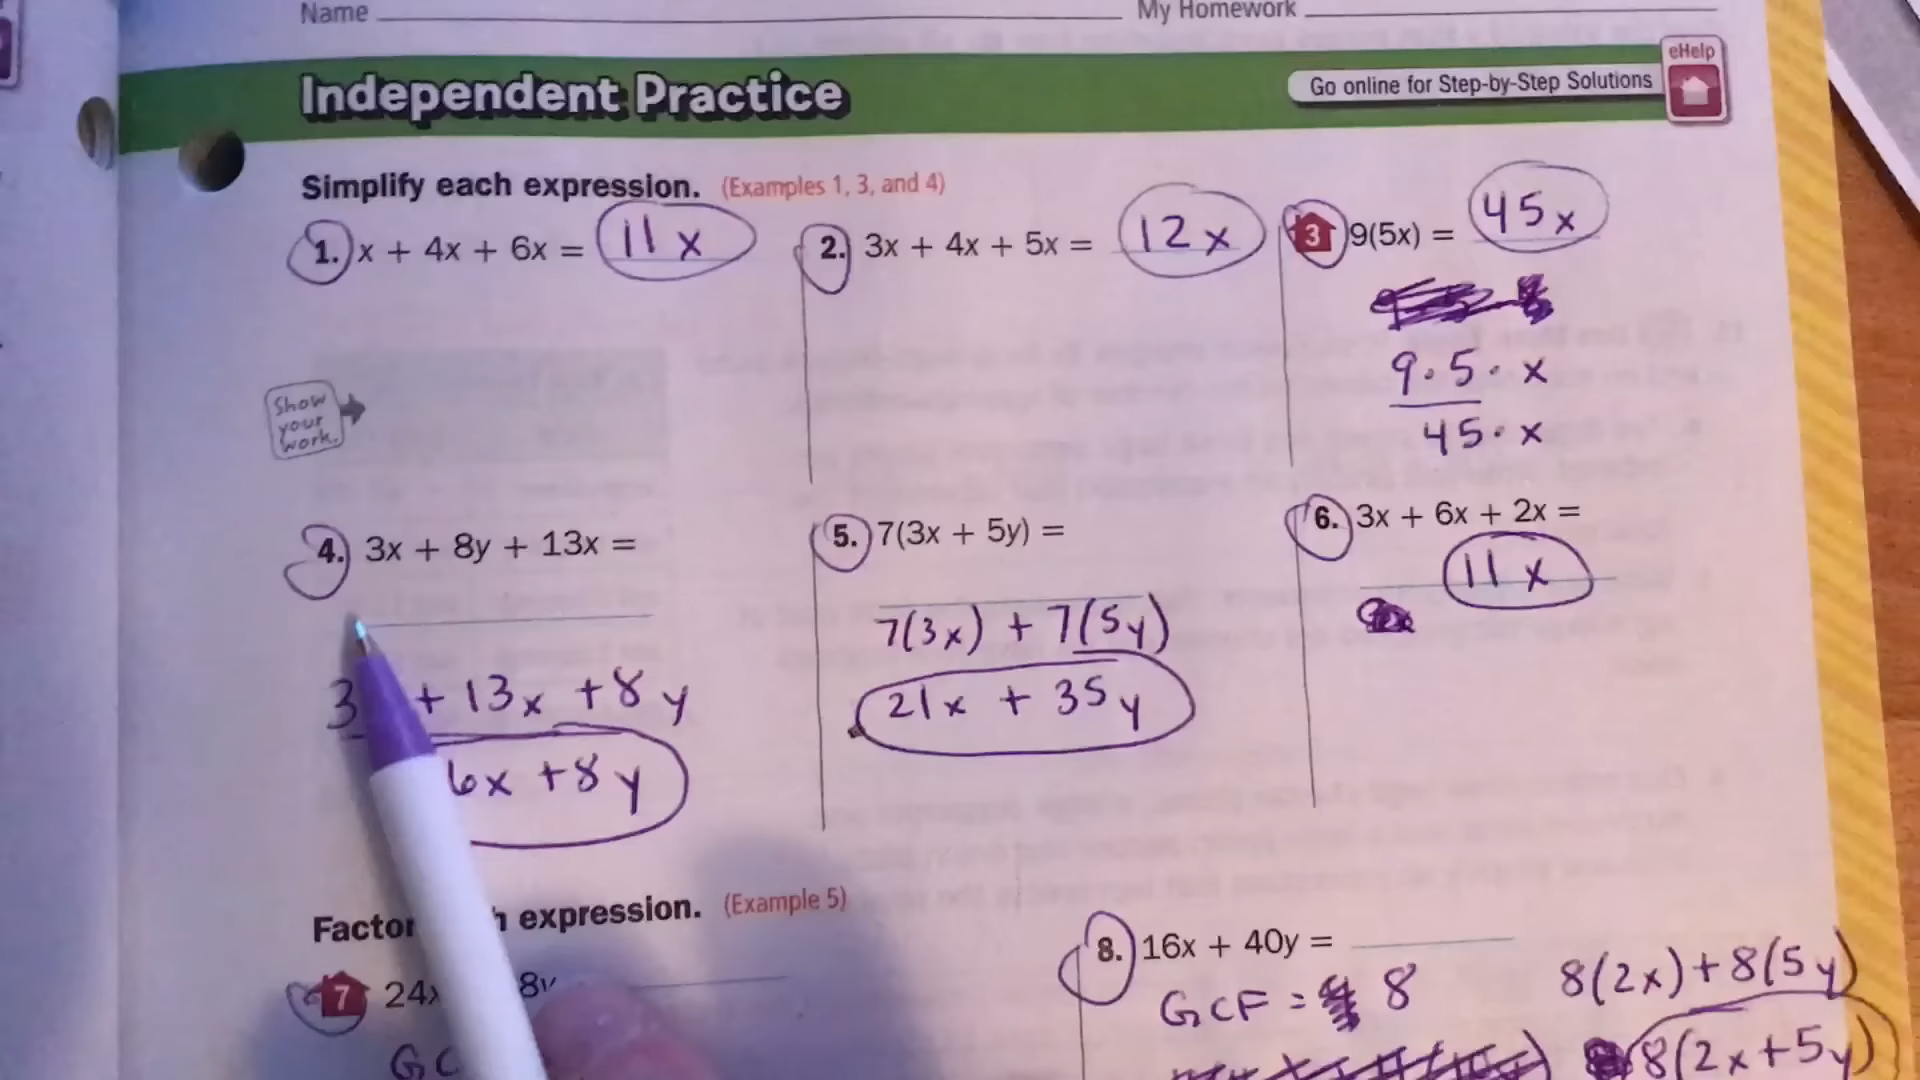 Name
My Homework
Independent Practice
Go online for Step-by-Step Solutions
eHelp
Simplify each expression. (Examples 1, 3, and 4)
1. x + 4x + 6x = 11x
2. 3x + 4x + 5x = 12x
3 9(5x) = 45x
9 · 5 · x
45 · x
Show
your
work.
4. 3x + 8y + 13x =
3 + 13x + 8y
6x + 8y
5. 7(3x + 5y) =
7(3x) + 7(5y)
21x + 35y
6. 3x + 6x + 2x =
11x
expression. (Example 5)
7 24x 8y
8. 16x + 40y =
GCF = 8
8(2x) + 8(5y)
8(2x + 5y)